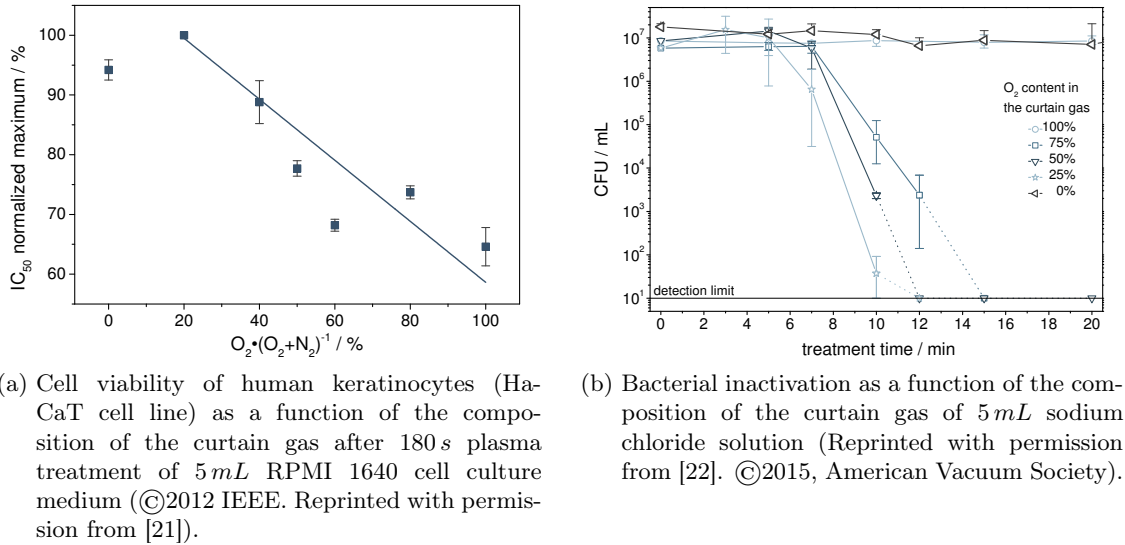 100
90
80
70
60
IC50 normalized maximum / %
0 20 40 60 80 100
O2•(O2+N2)-1 / %
10^7
10^6
10^5
10^4
10^3
10^2
10^1
CFU / mL
O2 content in
the curtain gas
100%
75%
50%
25%
0%
detection limit
0 2 4 6 8 10 12 14 16 18 20
treatment time / min
(a) Cell viability of human keratinocytes (Ha-
CaT cell line) as a function of the compo-
sition of the curtain gas after 180 s plasma
treatment of 5 mL RPMI 1640 cell culture
medium (©2012 IEEE. Reprinted with permis-
sion from [21]).
(b) Bacterial inactivation as a function of the com-
position of the curtain gas of 5 mL sodium
chloride solution (Reprinted with permission
from [22]. ©2015, American Vacuum Society).